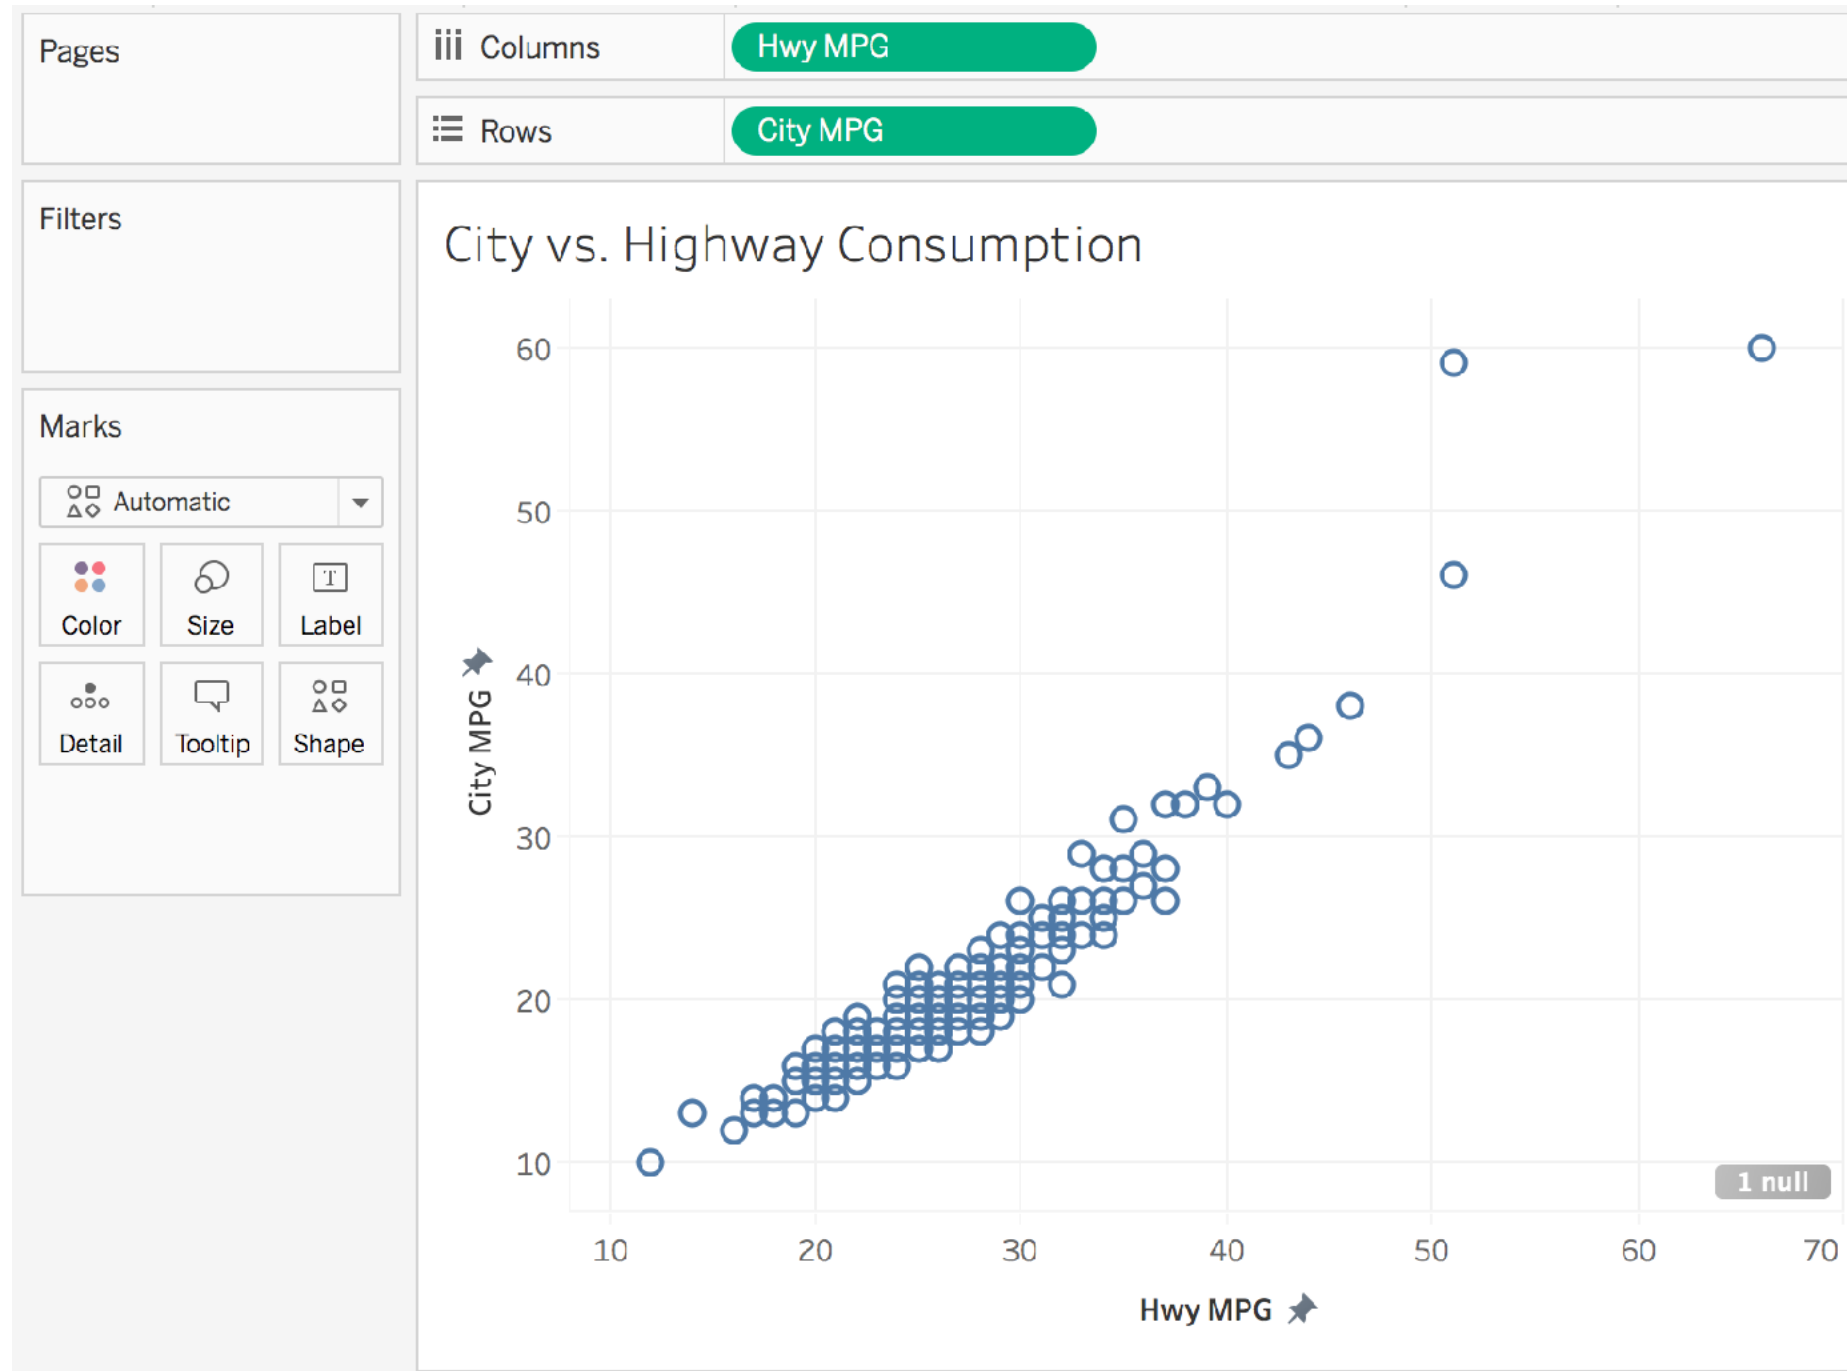 Pages
Columns
Hwy MPG
Rows
City MPG
Filters
Marks
Automatic
Color
Size
Label
Detail
Tooltip
Shape
City vs. Highway Consumption
60
50
40
30
20
10
City MPG
10
20
30
40
50
60
70
Hwy MPG
1 null